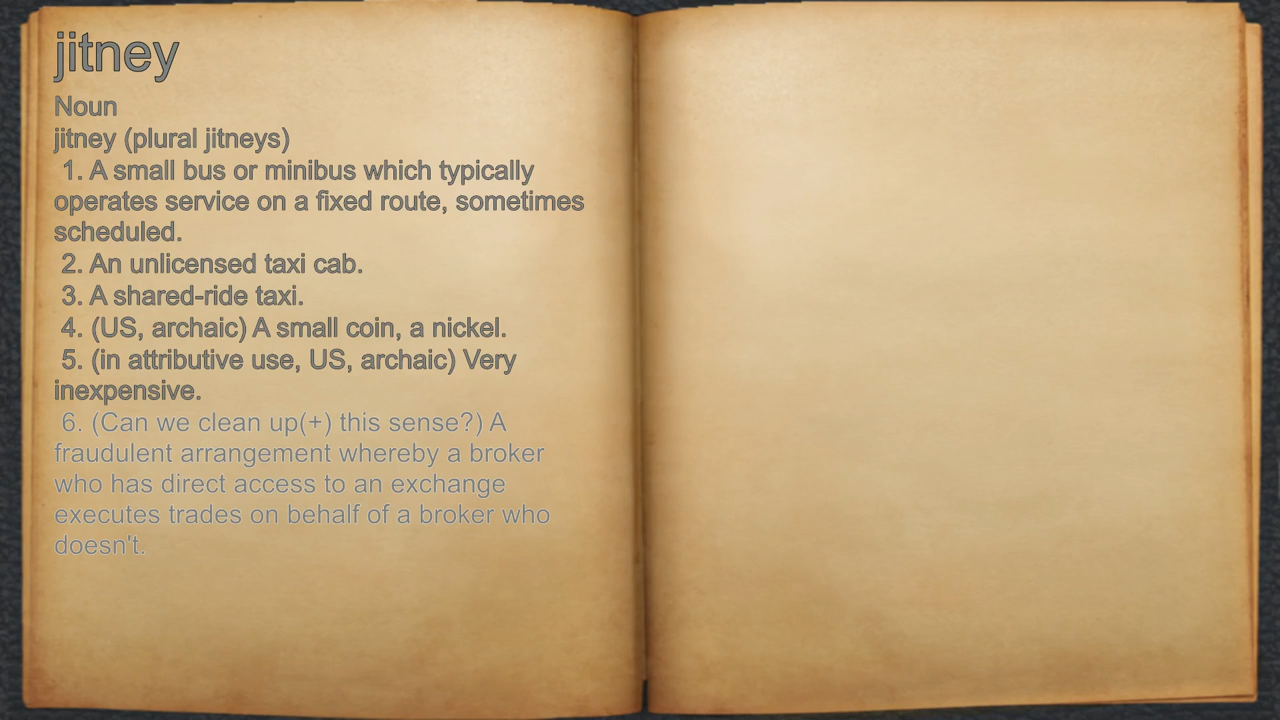 jitney
Noun
jitney (plural jitneys)
1. A small bus or minibus which typically
operates service on a fixed route, sometimes
scheduled.
2. An unlicensed taxi cab.
3. A shared-ride taxi.
4. (US, archaic) A small coin, a nickel.
5. (in attributive use, US, archaic) Very
inexpensive.
6. (Can we clean up(+) this sense?) A
fraudulent arrangement whereby a broker
who has direct access to an exchange
executes trades on behalf of a broker who
doesn't.